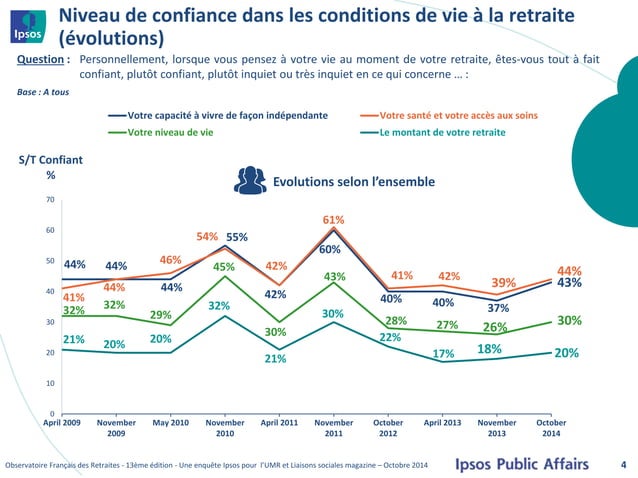 Ipsos
Niveau de confiance dans les conditions de vie à la retraite
(évolutions)
Question : Personnellement, lorsque vous pensez à votre vie au moment de votre retraite, êtes-vous tout à fait
confiant, plutôt confiant, plutôt inquiet ou très inquiet en ce qui concerne … :
Base : A tous
Votre capacité à vivre de façon indépendante
Votre santé et votre accès aux soins
Votre niveau de vie
Le montant de votre retraite
S/T Confiant
%
Evolutions selon l’ensemble
70
60
50
40
30
20
10
0
44% 44% 44% 55% 42% 60% 40% 40% 37% 43%
41% 44% 46% 54% 42% 61% 41% 42% 39% 44%
32% 32% 29% 45% 30% 43% 28% 27% 26% 30%
21% 20% 20% 32% 21% 30% 22% 17% 18% 20%
April 2009 November May 2010 November April 2011 November October April 2013 November October
2009 2010 2011 2012 2013 2014
Observatoire Français des Retraites - 13ème édition - Une enquête Ipsos pour l’UMR et Liaisons sociales magazine – Octobre 2014
Ipsos Public Affairs
4